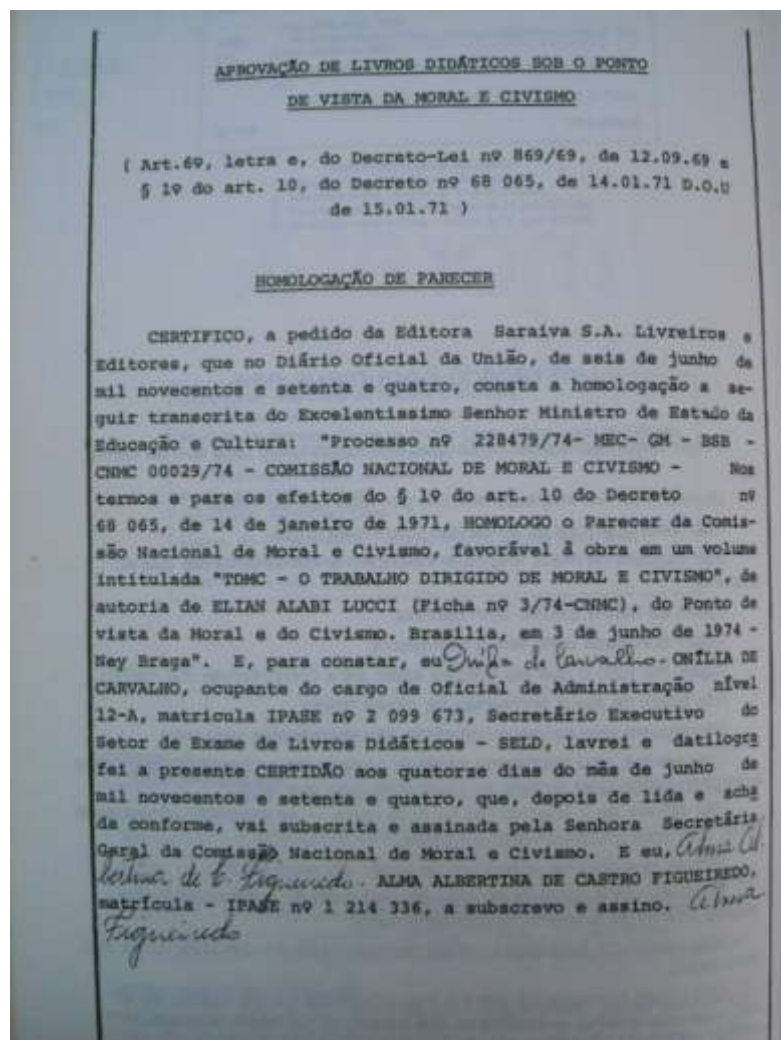 APROVAÇÃO DE LIVROS DIDÁTICOS SOB O PONTO
DE VISTA DA MORAL E CIVISMO
( Art.6º, letra e, do Decreto-Lei nº 869/69, de 12.09.69 e
§ 1º do art. 10, do Decreto nº 68 065, de 14.01.71 D.O.U
de 15.01.71 )
HOMOLOGAÇÃO DE PARECER
CERTIFICO, a pedido da Editora Saraiva S.A. Livreiros e
Editores, que no Diário Oficial da União, de seis de junho de
mil novecentos e setenta e quatro, consta a homologação a se-
guir transcrita do Excelentissimo Senhor Ministro de Estado da
Educação e Cultura: "Processo nº 228479/74- MEC- GM - BSB -
CNMC 00029/74 - COMISSÃO NACIONAL DE MORAL E CIVISMO - Nos
termos e para os efeitos do § 1º do art. 10 do Decreto nº
68 065, de 14 de janeiro de 1971, HOMOLOGO o Parecer da Comis-
são Nacional de Moral e Civismo, favorável à obra em um volume
intitulada "TDMC - O TRABALHO DIRIGIDO DE MORAL E CIVISMO", de
autoria de ELIAN ALABI LUCCI (Ficha nº 3/74-CNMC), do Ponto de
vista da Moral e do Civismo. Brasília, em 3 de junho de 1974 -
Ney Braga". E, para constar, eu Onília de Carvalho - ONÍLIA DE
CARVALHO, ocupante do cargo de Oficial de Administração nível
12-A, matricula IPASE nº 2 099 673, Secretário Executivo do
Setor de Exame de Livros Didáticos - SELD, lavrei e datilogra
fei a presente CERTIDÃO aos quatorze dias do mês de junho de
mil novecentos e setenta e quatro, que, depois de lida e acha
da conforme, vai subscrita e assinada pela Senhora Secretária
Geral da Comissão Nacional de Moral e Civismo. E eu, Alma Al
bertina de C. Figueiredo - ALMA ALBERTINA DE CASTRO FIGUEIREDO,
matrícula - IPASE nº 1 214 336, a subscrevo e assino. Alma
Figueiredo